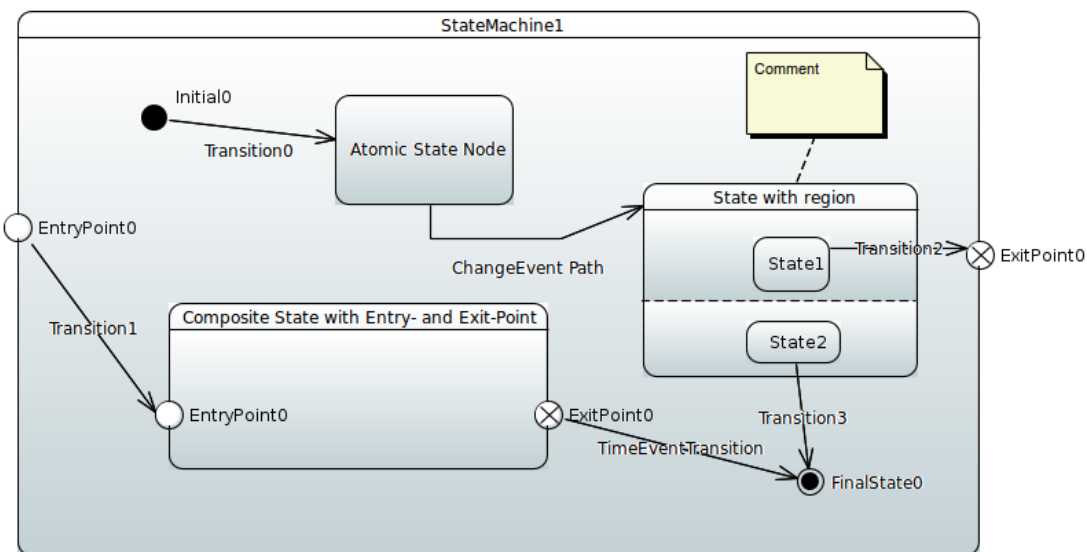 StateMachine1
Comment
Initial0
Transition0
Atomic State Node
State with region
EntryPoint0
Transition2
ExitPoint0
State1
ChangeEvent Path
Composite State with Entry- and Exit-Point
Transition1
State2
EntryPoint0
ExitPoint0
Transition3
TimeEventTransition
FinalState0